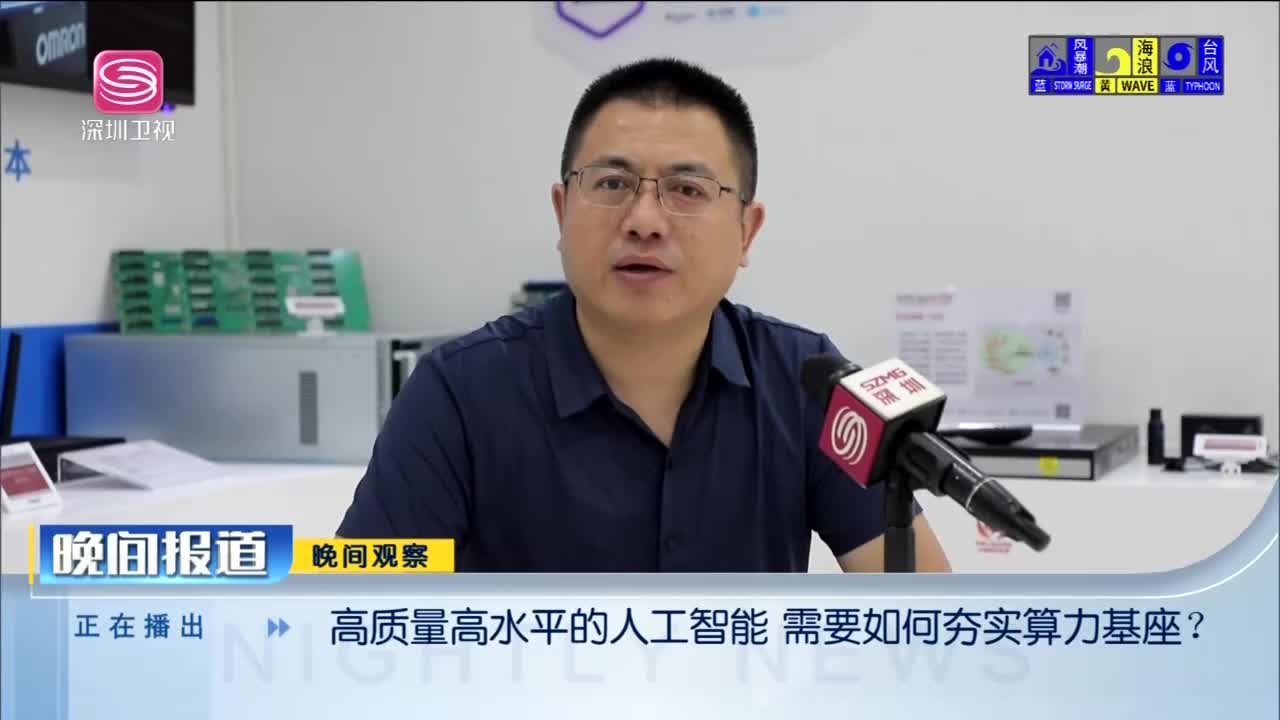 OMRON
深圳卫视
本
风暴潮
蓝 STORM SURGE
海浪
黄 WAVE
台风
蓝 TYPHOON
SZMG
深圳
晚间报道
晚间观察
正在播出
高质量高水平的人工智能 需要如何夯实算力基座？
NIGHTLY NEWS